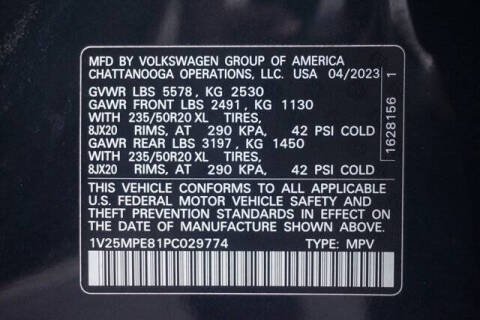 MFD BY VOLKSWAGEN GROUP OF AMERICA
CHATTANOOGA OPERATIONS, LLC. USA 04/2023
GVWR LBS 5578, KG 2530
GAWR FRONT LBS 2491, KG 1130
WITH 235/50R20 XL TIRES,
8JX20 RIMS, AT 290 KPA, 42 PSI COLD
GAWR REAR LBS 3197, KG 1450
WITH 235/50R20 XL TIRES,
8JX20 RIMS, AT 290 KPA, 42 PSI COLD
THIS VEHICLE CONFORMS TO ALL APPLICABLE
U.S. FEDERAL MOTOR VEHICLE SAFETY AND
THEFT PREVENTION STANDARDS IN EFFECT ON
THE DATE OF MANUFACTURE SHOWN ABOVE.
1V25MPE81PC029774 TYPE: MPV
1628156 1